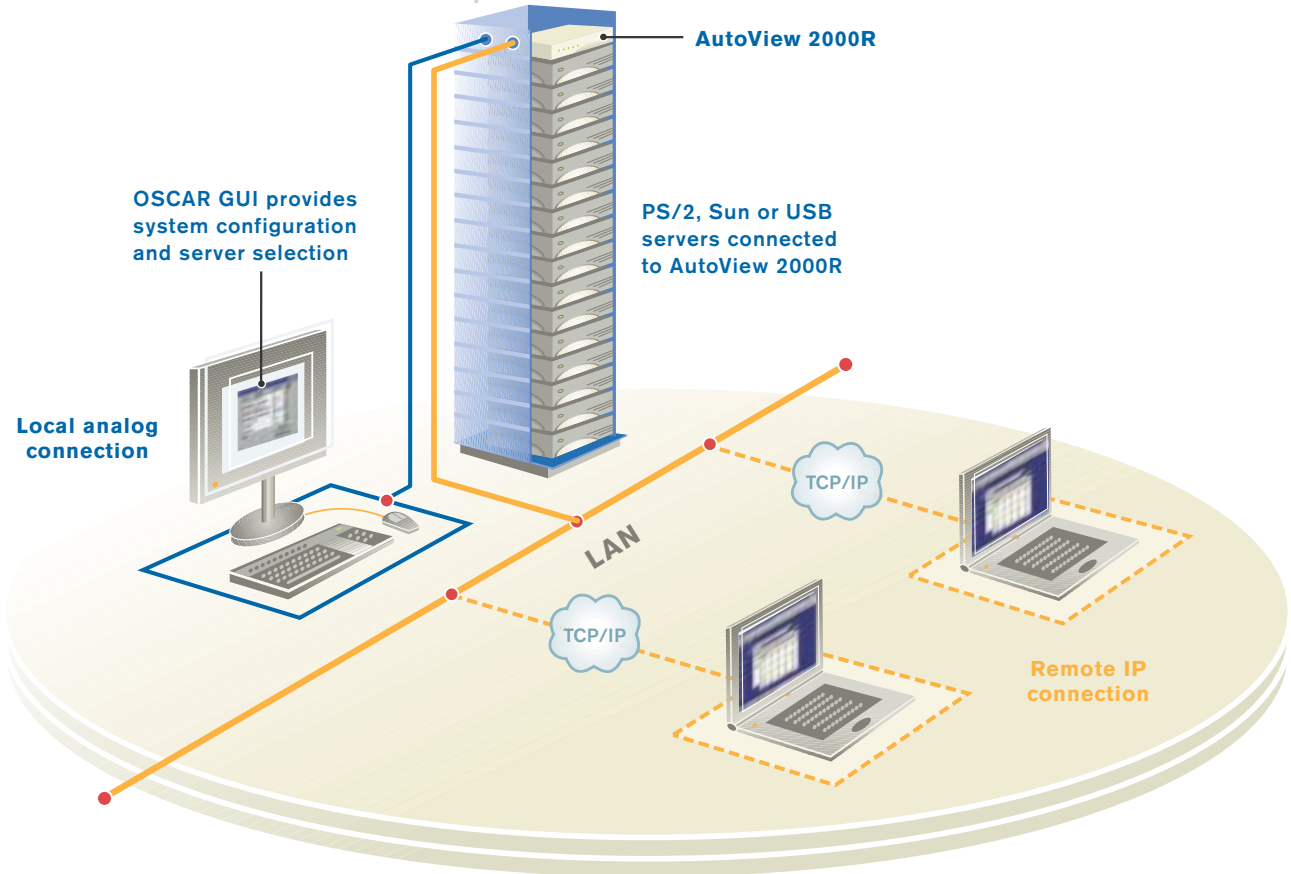 AutoView 2000R
OSCAR GUI provides
system configuration
and server selection
PS/2, Sun or USB
servers connected
to AutoView 2000R
Local analog
connection
TCP/IP
LAN
TCP/IP
Remote IP
connection